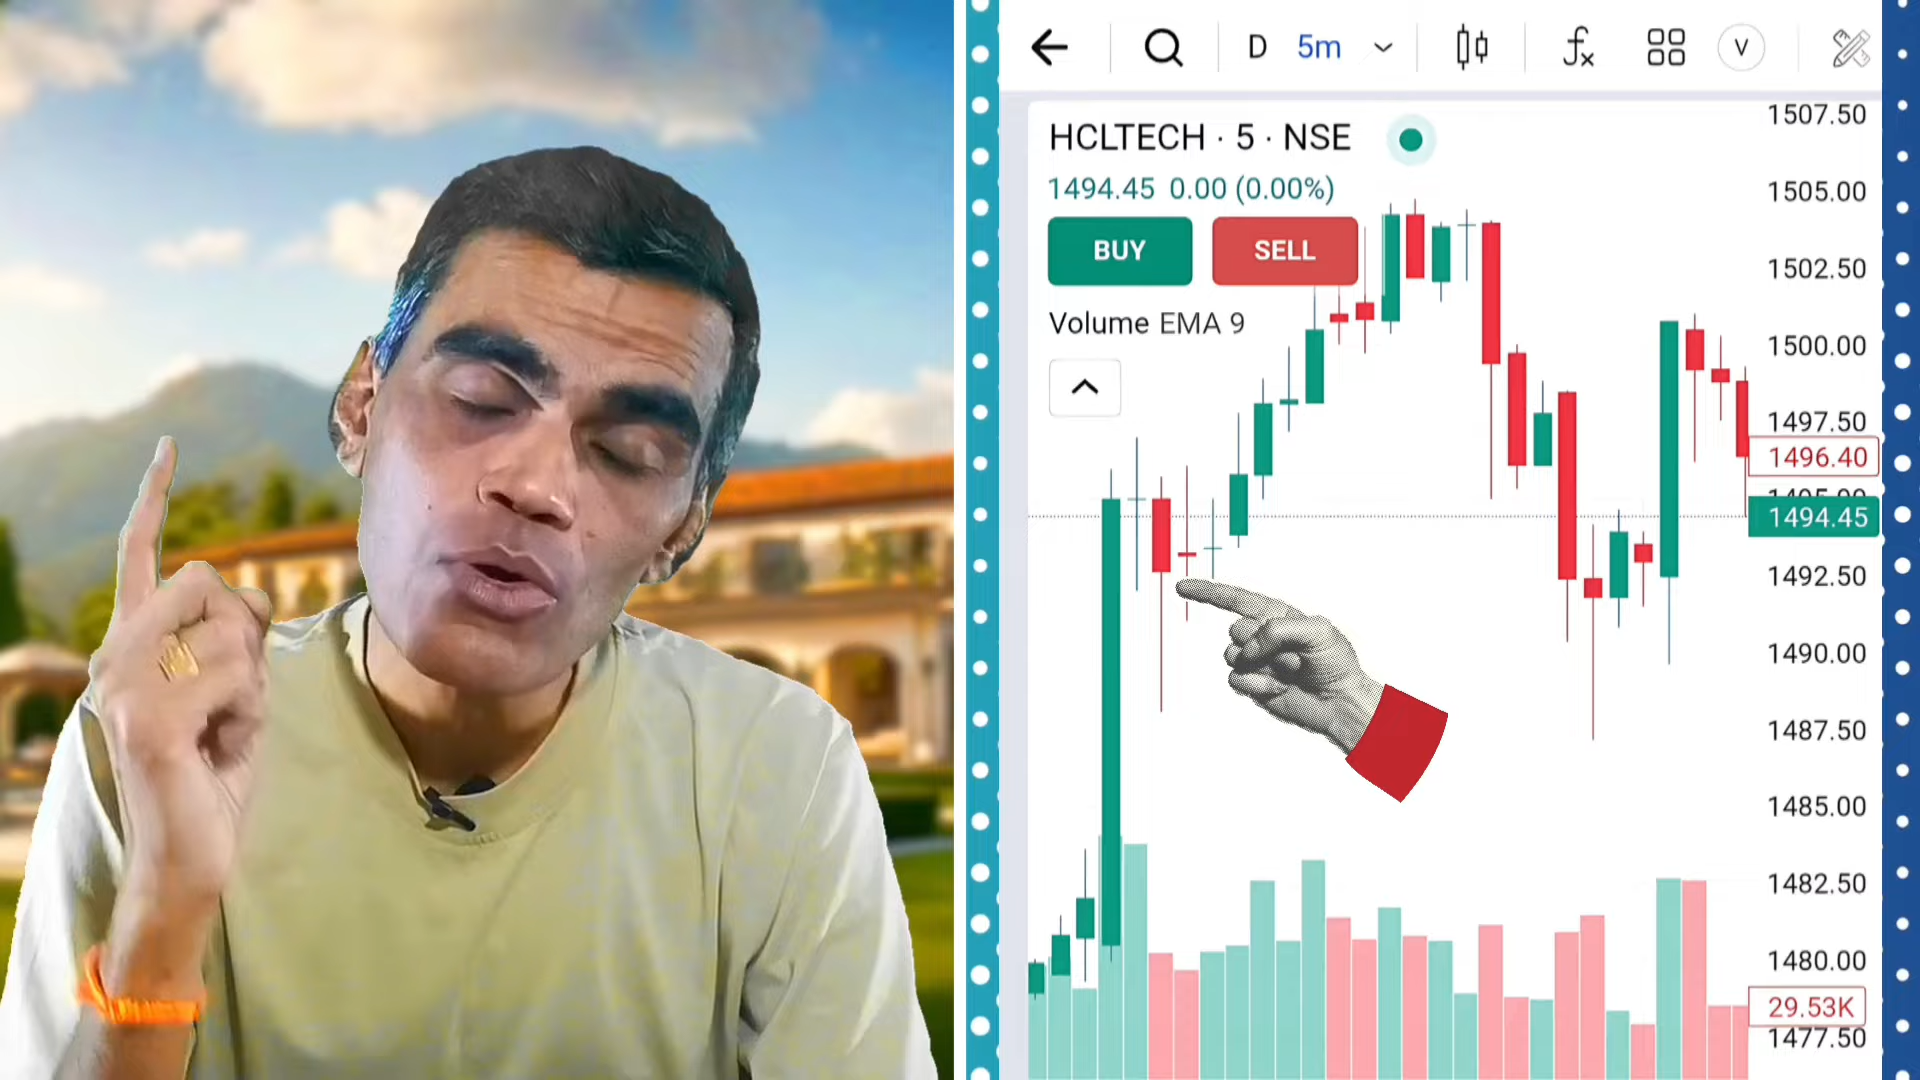 D 5m fx V
HCLTECH · 5 · NSE
1494.45 0.00 (0.00%)
BUY SELL
Volume EMA 9
1507.50
1505.00
1502.50
1500.00
1497.50
1496.40
1494.45
1492.50
1490.00
1487.50
1485.00
1482.50
1480.00
29.53K
1477.50